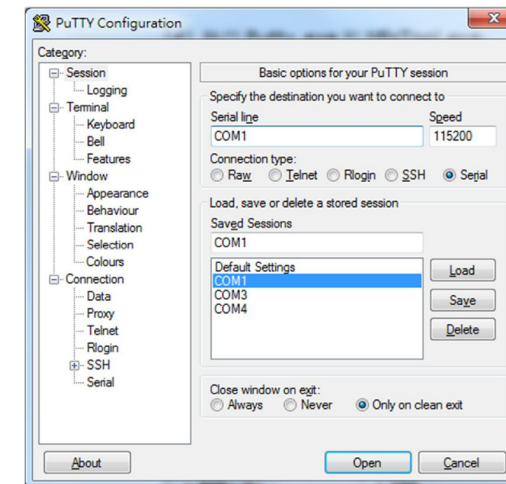 PuTTY Configuration
Category:
Session
Logging
Terminal
Keyboard
Bell
Features
Window
Appearance
Behaviour
Translation
Selection
Colours
Connection
Data
Proxy
Telnet
Rlogin
SSH
Serial
Basic options for your PuTTY session
Specify the destination you want to connect to
Serial line Speed
COM1 115200
Connection type:
Raw Telnet Rlogin SSH Serial
Load, save or delete a stored session
Saved Sessions
COM1
Default Settings
COM1
COM3
COM4
Load
Save
Delete
Close window on exit:
Always Never Only on clean exit
About Open Cancel